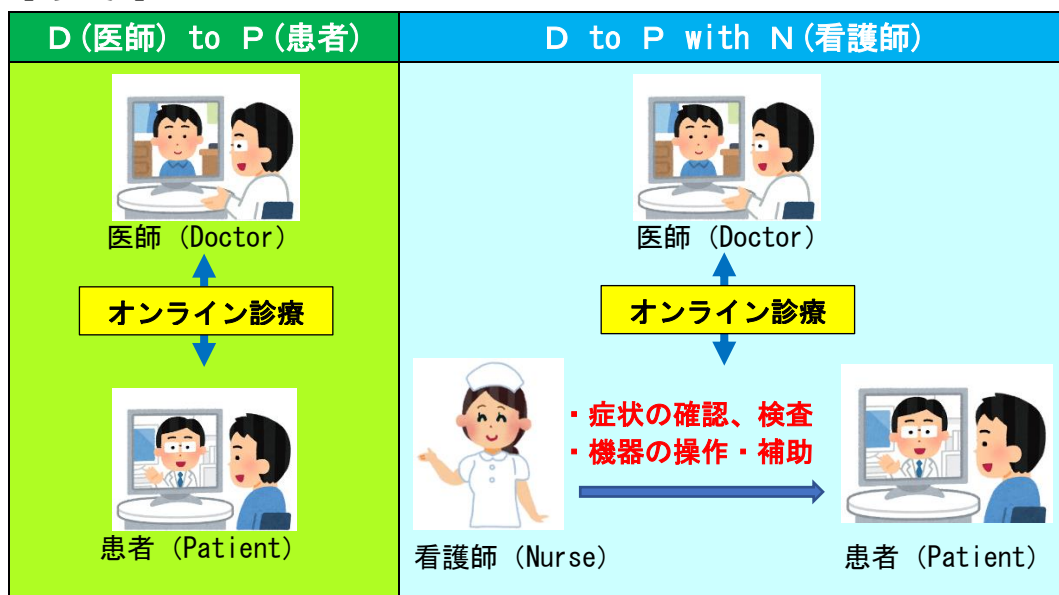 D(医師) to P(患者)
医師 (Doctor)
オンライン診療
患者 (Patient)
D to P with N(看護師)
医師 (Doctor)
オンライン診療
・症状の確認、検査
・機器の操作・補助
看護師 (Nurse)
患者 (Patient)